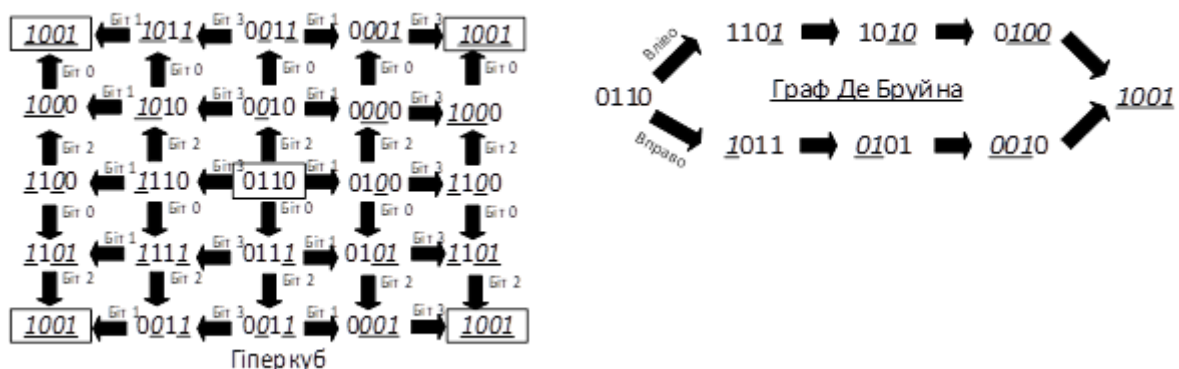 1001 Біт 1 1011 Біт 3 0011 Біт 1 0001 Біт 3 1001
Біт 0 Біт 0 Біт 0 Біт 0 Біт 0
1000 Біт 1 1010 Біт 3 0010 Біт 1 0000 Біт 3 1000
Біт 2 Біт 2 Біт 2 Біт 2 Біт 2
1100 Біт 1 1110 Біт 3 0110 Біт 1 0100 Біт 3 1100
Біт 0 Біт 0 Біт 0 Біт 0 Біт 0
1101 Біт 1 1111 Біт 3 0111 Біт 1 0101 Біт 3 1101
Біт 2 Біт 2 Біт 2 Біт 2 Біт 2
1001 Біт 1 0011 Біт 3 0011 Біт 1 0001 Біт 3 1001
Гіперкуб
1101 1010 0100
Вліво
0110 Граф Де Бруйна 1001
Вправо
1011 0101 0010